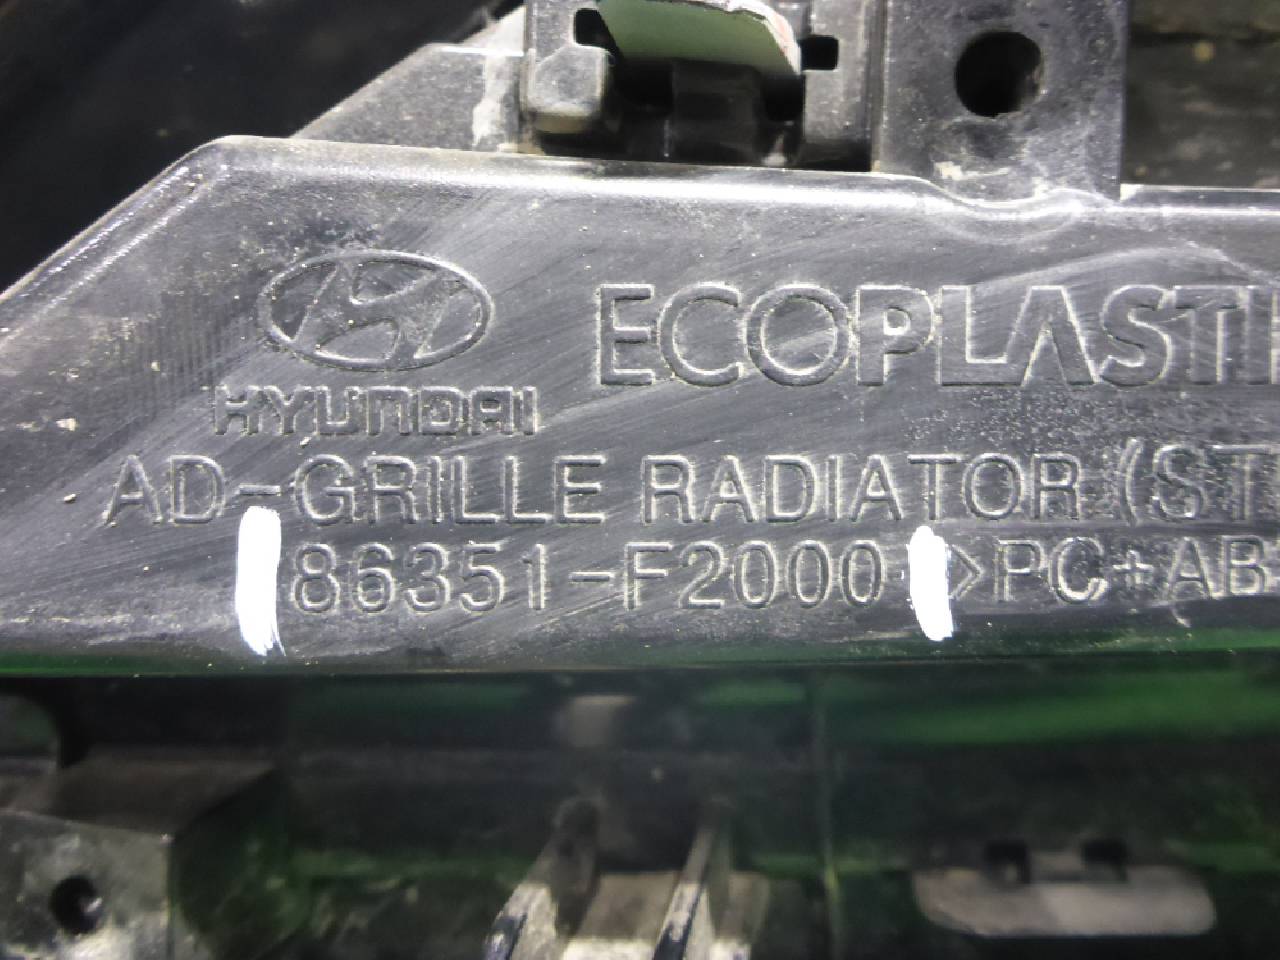 HYUNDAI
ECOPLASTI
AD-GRILLE RADIATOR (ST
86351-F2000 >PC+AB